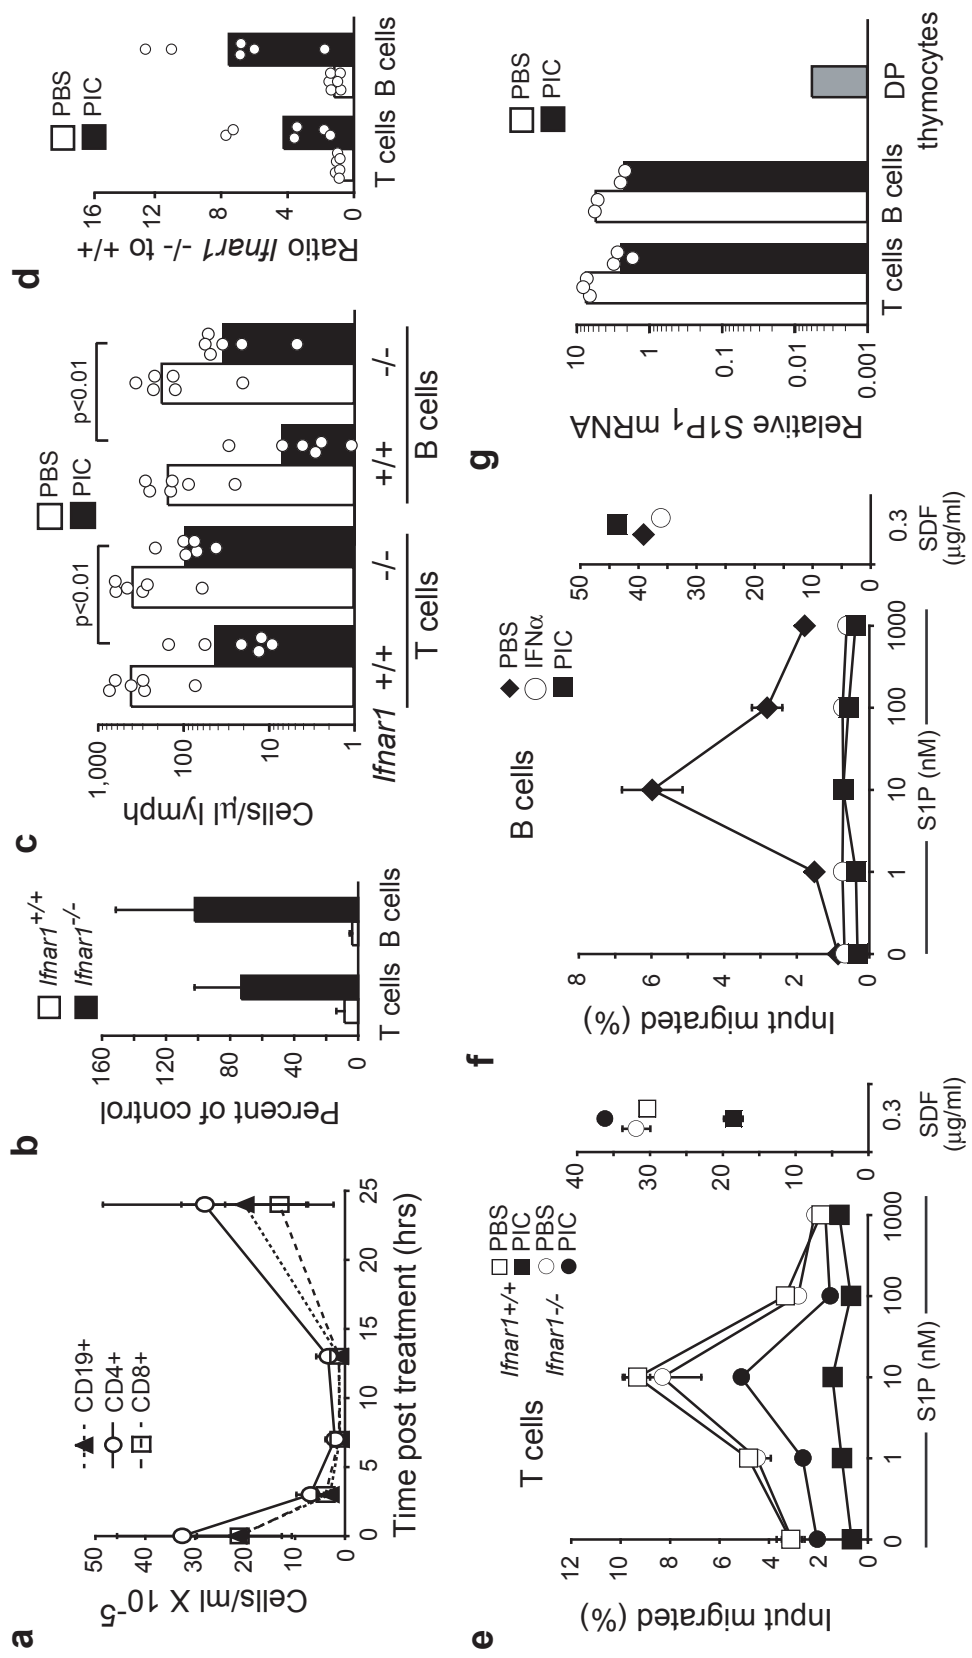 a
CD19+
CD4+
CD8+
Cells/ml X 10-5
50
40
30
20
10
0
0
5
10
15
20
25
Time post treatment (hrs)
b
Ifnar1+/+
Ifnar1-/-
Percent of control
160
120
80
40
0
T cells
B cells
c
PBS
PIC
p<0.01
p<0.01
Cells/μl lymph
1,000
100
10
1
Ifnar1
+/+
-/-
+/+
-/-
T cells
B cells
d
PBS
PIC
Ratio Ifnar1 -/- to +/+
16
12
8
4
0
T cells
B cells
e
T cells
Ifnar1+/+
PBS
PIC
Ifnar1-/-
PBS
PIC
Input migrated (%)
12
10
8
6
4
2
0
0
1
10
100
1000
S1P (nM)
40
30
20
10
0
0.3
SDF
(μg/ml)
f
B cells
PBS
IFNα
PIC
Input migrated (%)
8
6
4
2
0
0
1
10
100
1000
S1P (nM)
50
40
30
20
10
0
0.3
SDF
(μg/ml)
g
PBS
PIC
Relative S1P1 mRNA
10
1
0.1
0.01
0.001
T cells
B cells
DP
thymocytes